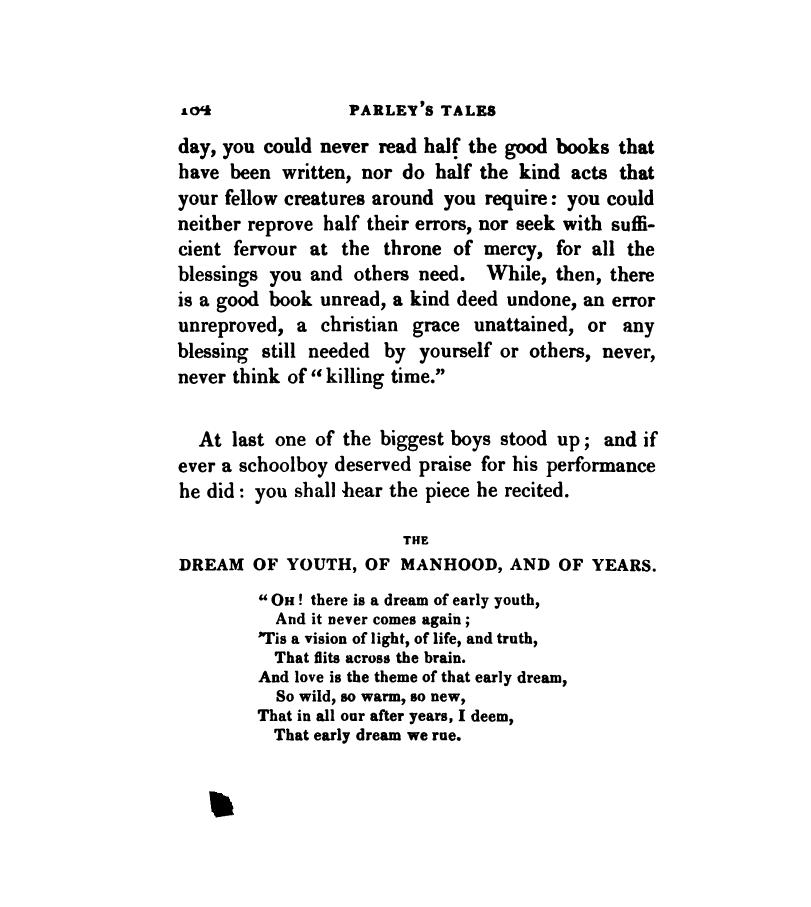 104 PARLEY'S TALES
day, you could never read half the good books that
have been written, nor do half the kind acts that
your fellow creatures around you require: you could
neither reprove half their errors, nor seek with suffi-
cient fervour at the throne of mercy, for all the
blessings you and others need. While, then, there
is a good book unread, a kind deed undone, an error
unreproved, a christian grace unattained, or any
blessing still needed by yourself or others, never,
never think of "killing time."
At last one of the biggest boys stood up; and if
ever a schoolboy deserved praise for his performance
he did: you shall hear the piece he recited.
THE
DREAM OF YOUTH, OF MANHOOD, AND OF YEARS.
"OH! there is a dream of early youth,
And it never comes again;
'Tis a vision of light, of life, and truth,
That flits across the brain.
And love is the theme of that early dream,
So wild, so warm, so new,
That in all our after years, I deem,
That early dream we rue.